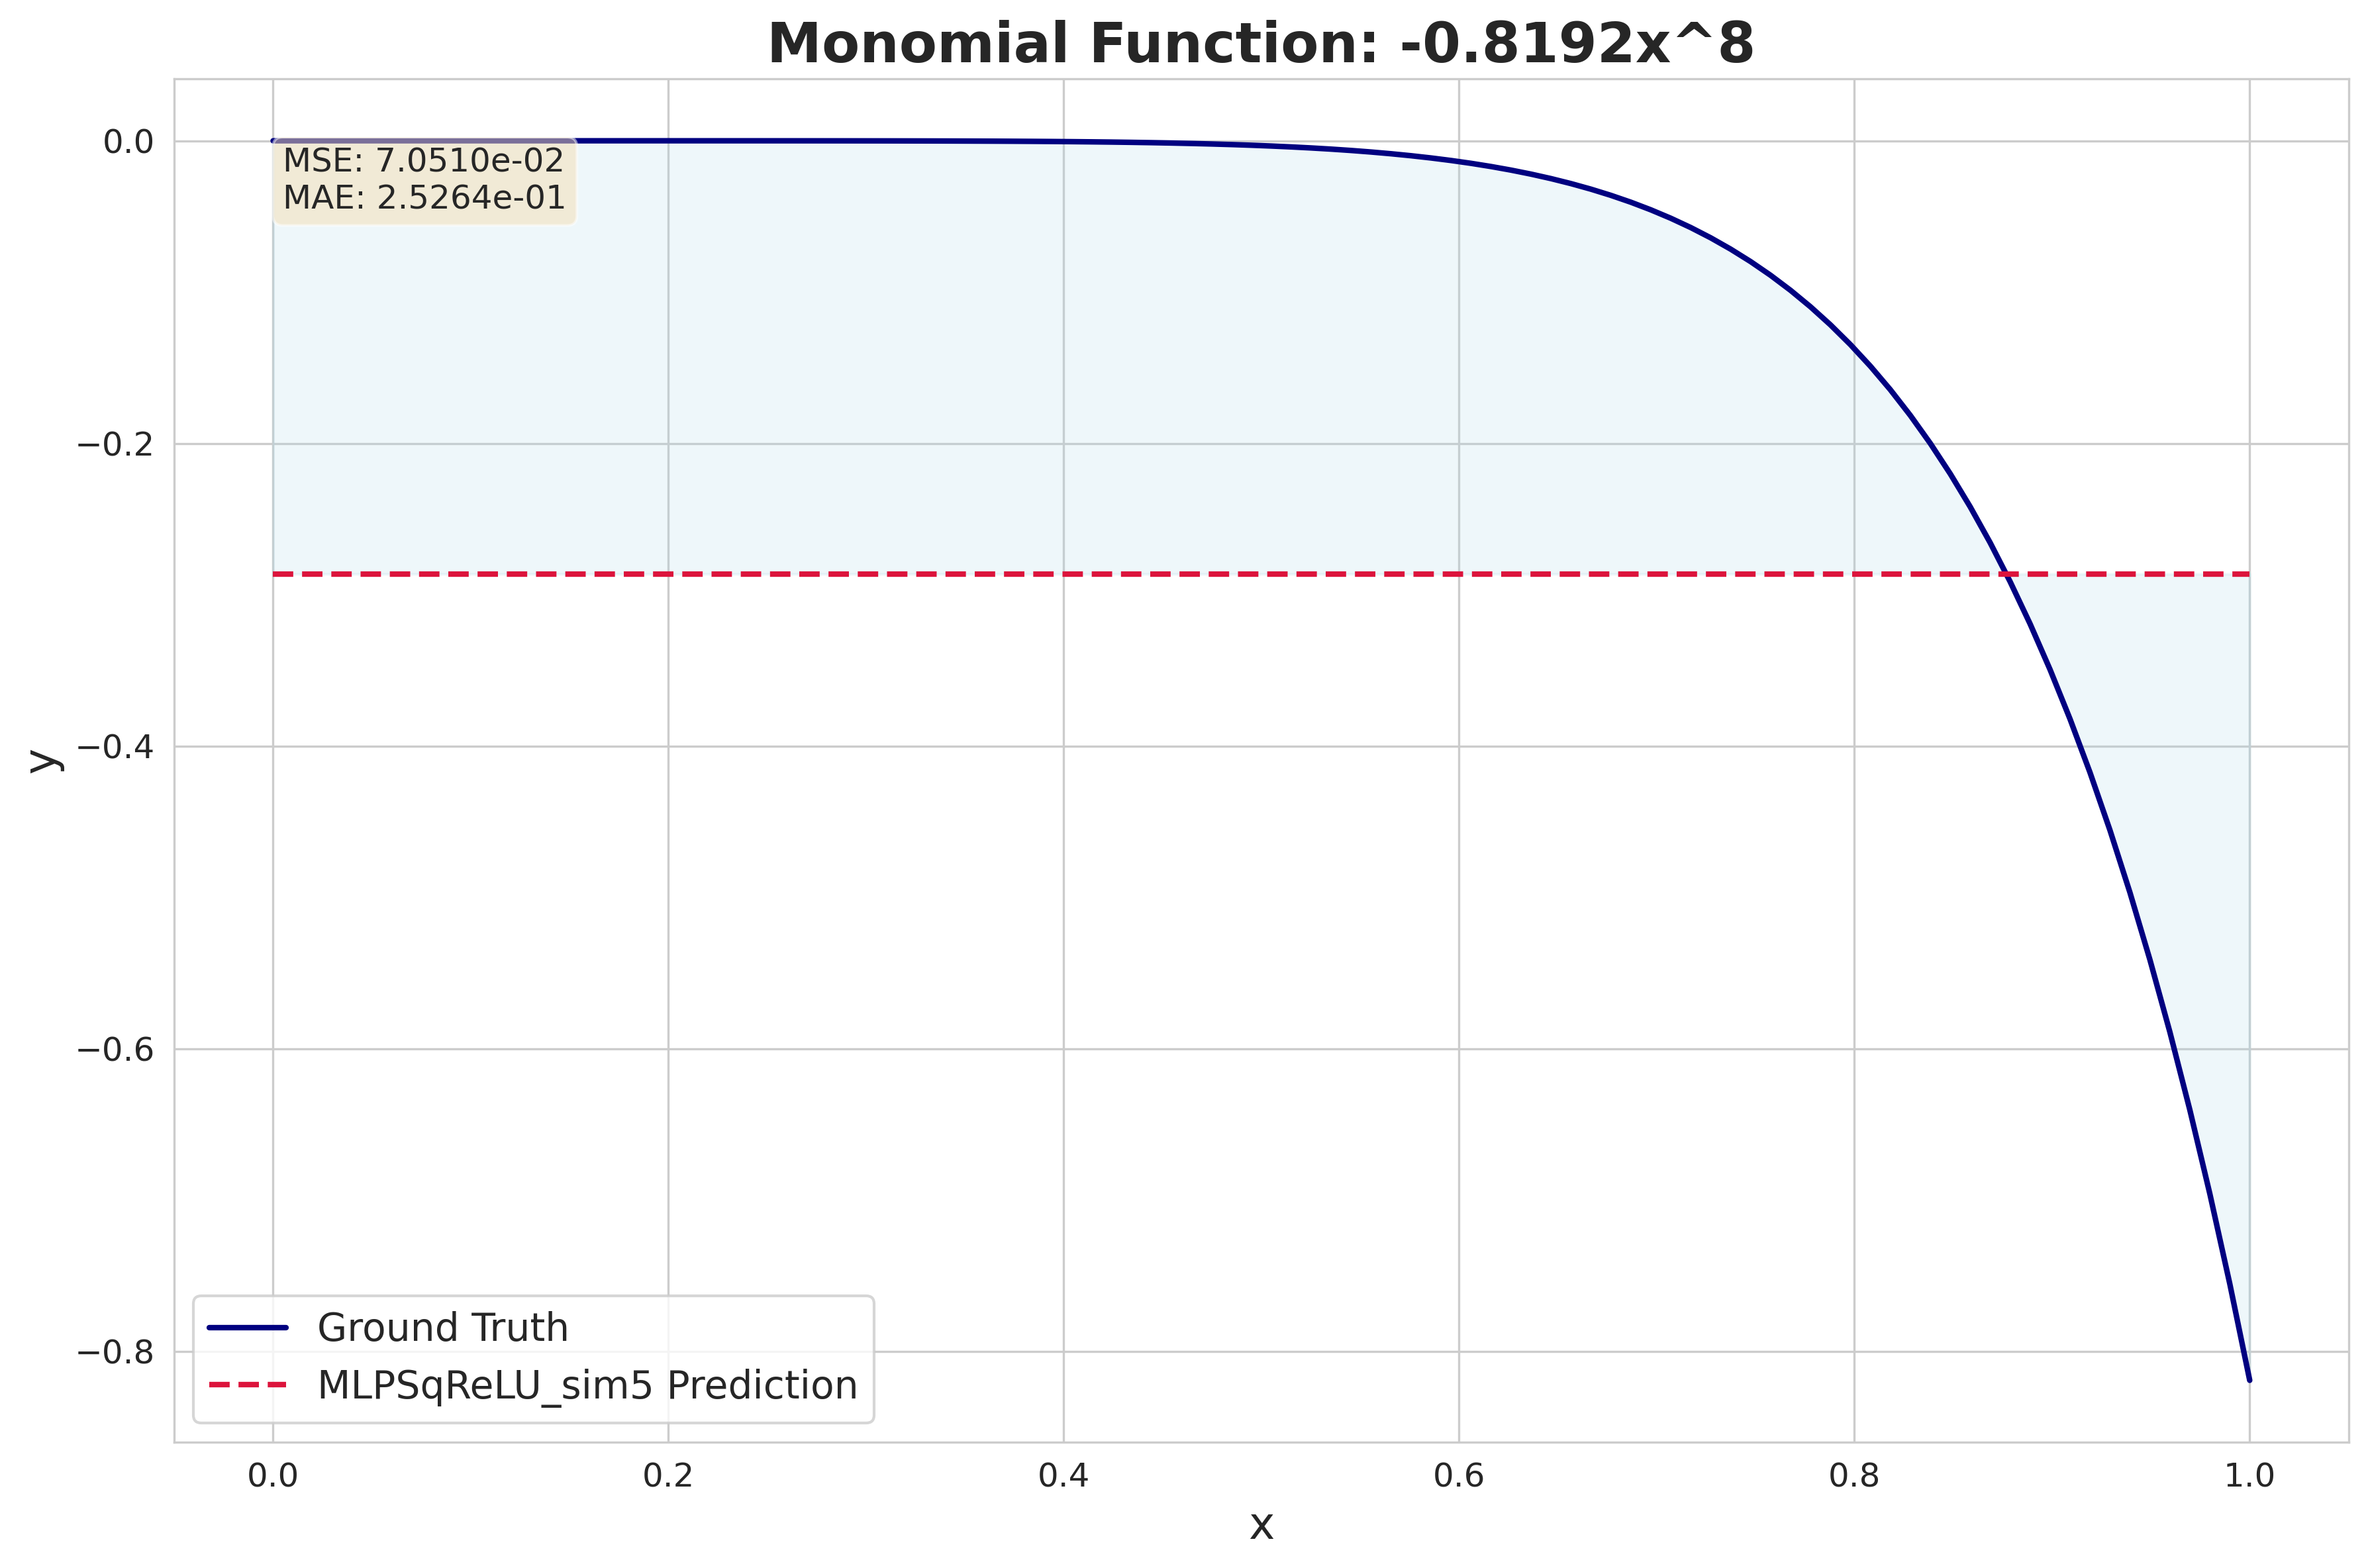 Monomial Function: -0.8192x^8
MSE: 7.0510e-02
MAE: 2.5264e-01
0.0
−0.2
−0.4
−0.6
−0.8
y
Ground Truth
MLPSqReLU_sim5 Prediction
0.0 0.2 0.4 0.6 0.8 1.0
x